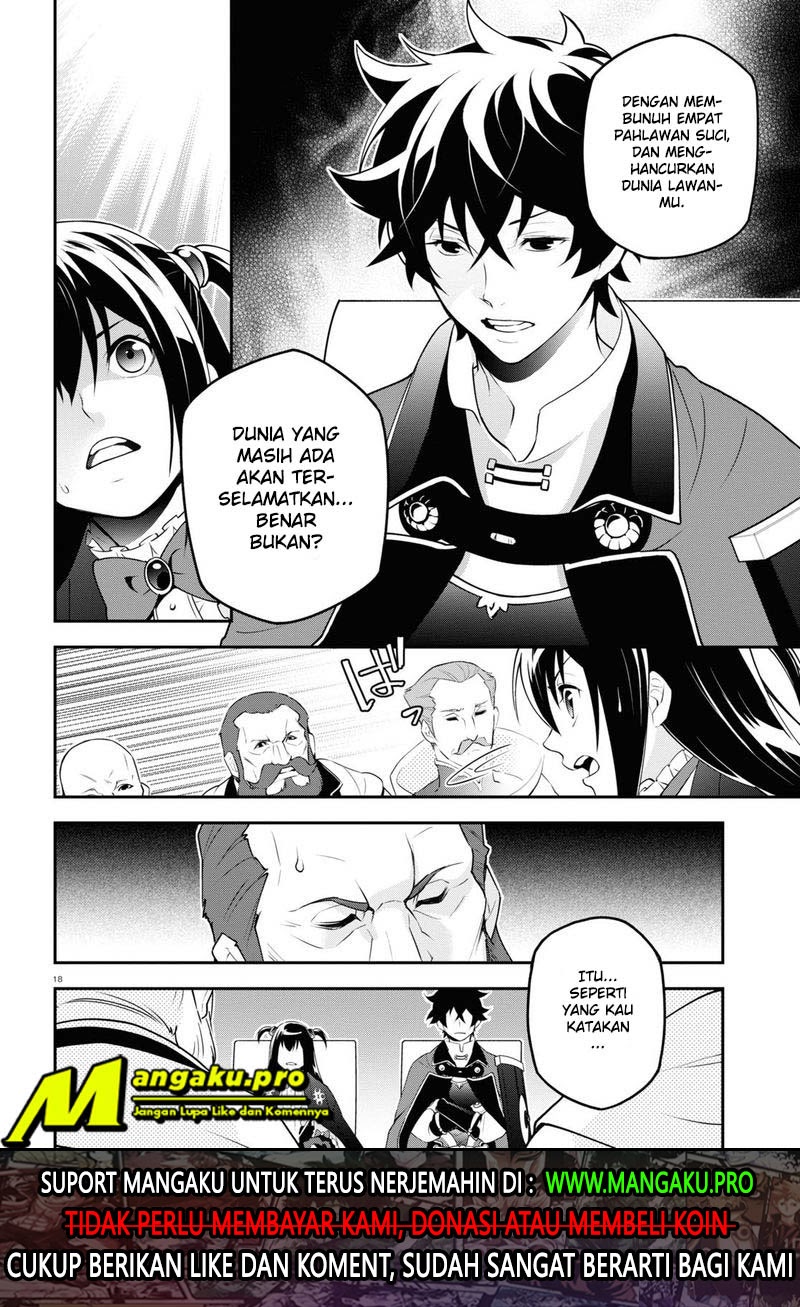 DENGAN MEM-
BUNUH EMPAT
PAHLAWAN SUCI,
DAN MENG-
HANCURKAN
DUNIA LAWAN-
MU.
DUNIA YANG
MASIH ADA
AKAN TER-
SELAMATKAN...
BENAR
BUKAN?
ばっ
18
ITU...
SEPERTI
YANG KAU
KATAKAN
...
Mangaku.pro
Jangan Lupa Like dan Komennya
SUPORT MANGAKU UNTUK TERUS NERJEMAHIN DI : WWW.MANGAKU.PRO
TIDAK PERLU MEMBAYAR KAMI, DONASI ATAU MEMBELI KOIN
CUKUP BERIKAN LIKE DAN KOMENT, SUDAH SANGAT BERARTI BAGI KAMI